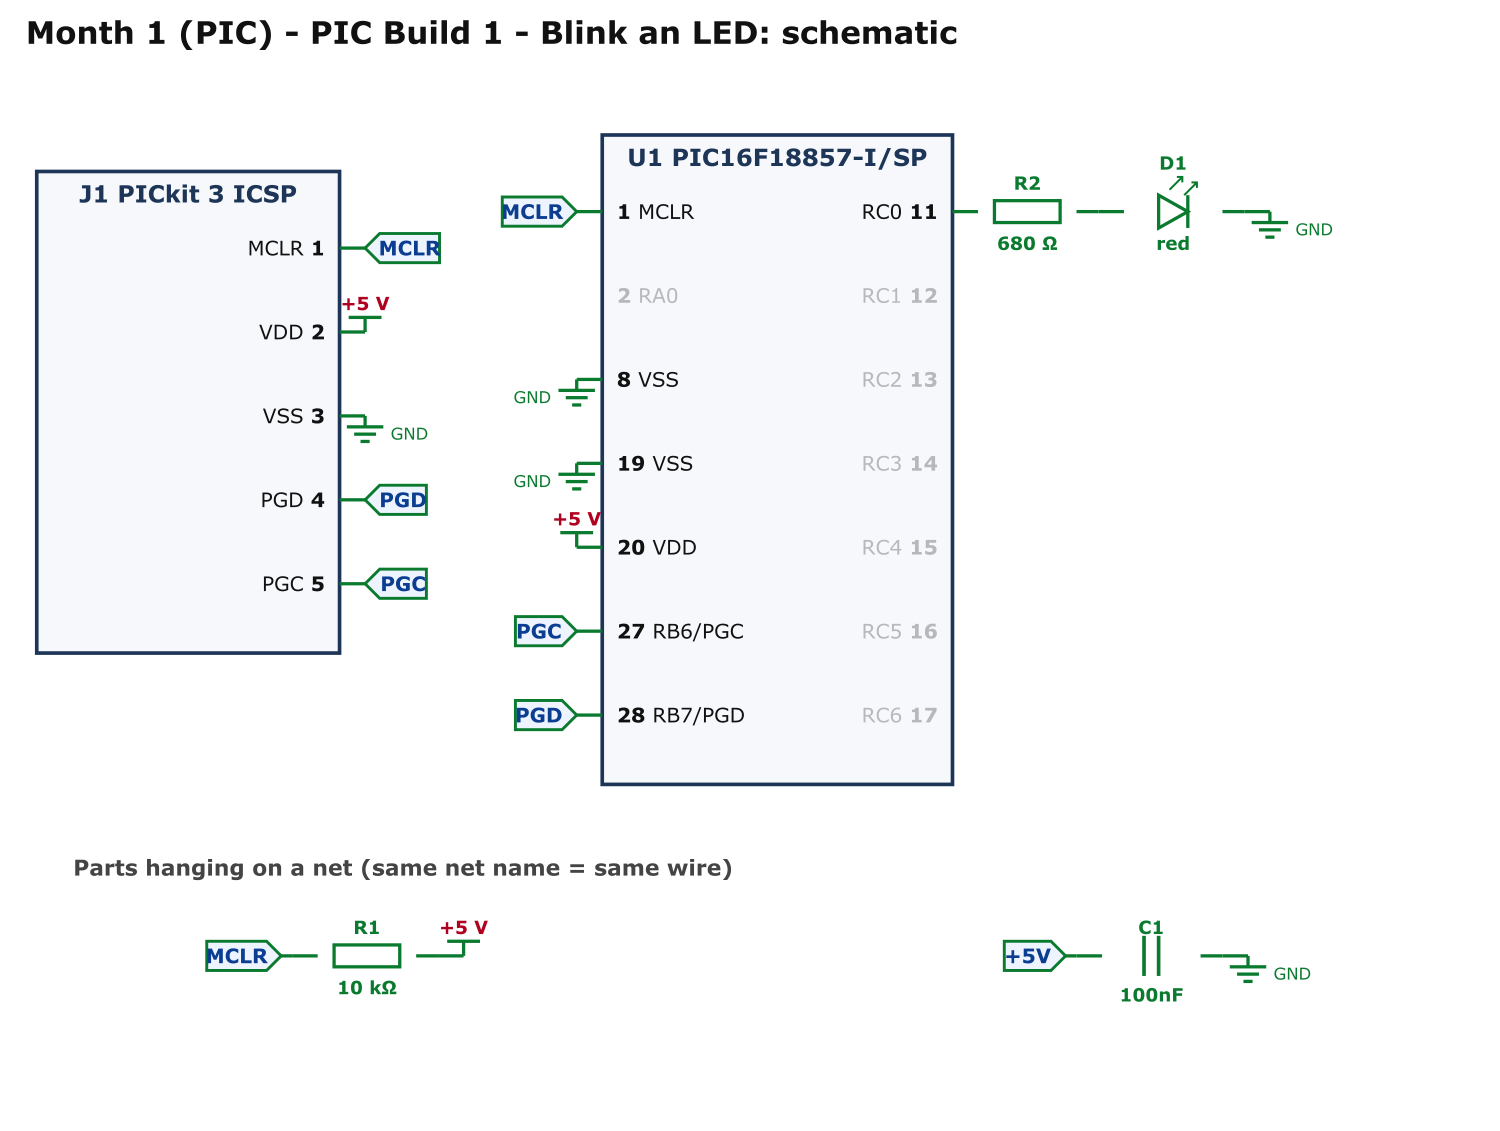 Month 1 (PIC) - PIC Build 1 - Blink an LED: schematic
J1 PICkit 3 ICSP
MCLR 1
MCLR
+5 V
VDD 2
VSS 3
GND
PGD 4
PGD
PGC 5
PGC
U1 PIC16F18857-I/SP
MCLR
1 MCLR
2 RA0
8 VSS
GND
19 VSS
GND
+5 V
20 VDD
PGC
27 RB6/PGC
PGD
28 RB7/PGD
RC0 11
RC1 12
RC2 13
RC3 14
RC4 15
RC5 16
RC6 17
R2
680 Ω
D1
red
GND
Parts hanging on a net (same net name = same wire)
MCLR
R1
10 kΩ
+5 V
+5V
C1
100nF
GND